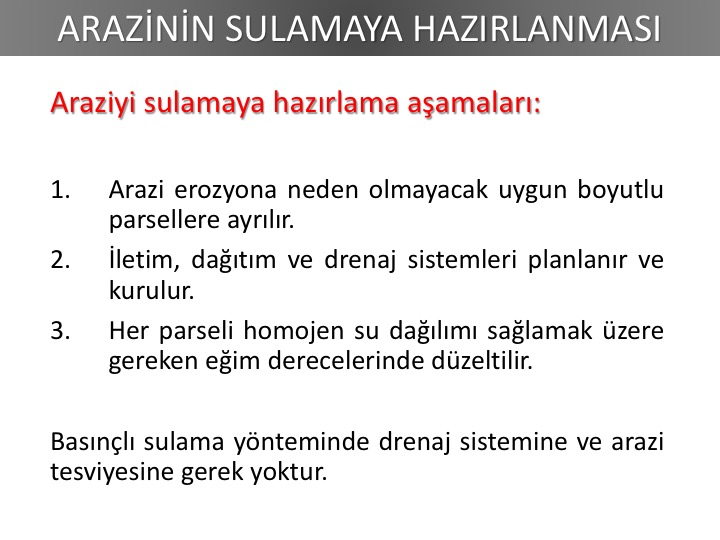 ARAZİNİN SULAMAYA HAZIRLANMASI
Araziyi sulamaya hazırlama aşamaları:
1. Arazi erozyona neden olmayacak uygun boyutlu
parsellere ayrılır.
2. İletim, dağıtım ve drenaj sistemleri planlanır ve
kurulur.
3. Her parseli homojen su dağılımı sağlamak üzere
gereken eğim derecelerinde düzeltilir.
Basınçlı sulama yönteminde drenaj sistemine ve arazi
tesviyesine gerek yoktur.